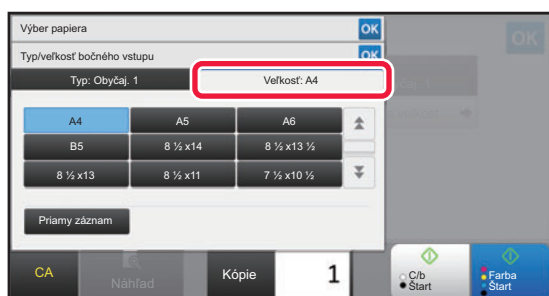 Výber papiera OK
OK
Typ/veľkosť bočného vstupu OK
Typ: Obyčaj. 1 Veľkosť: A4
A4 A5 A6
B5 8 ½ x14 8 ½ x13 ½
8 ½ x13 8 ½ x11 7 ½ x10 ½
Priamy záznam
CA Náhľad Kópie 1 C/b Štart Farba Štart